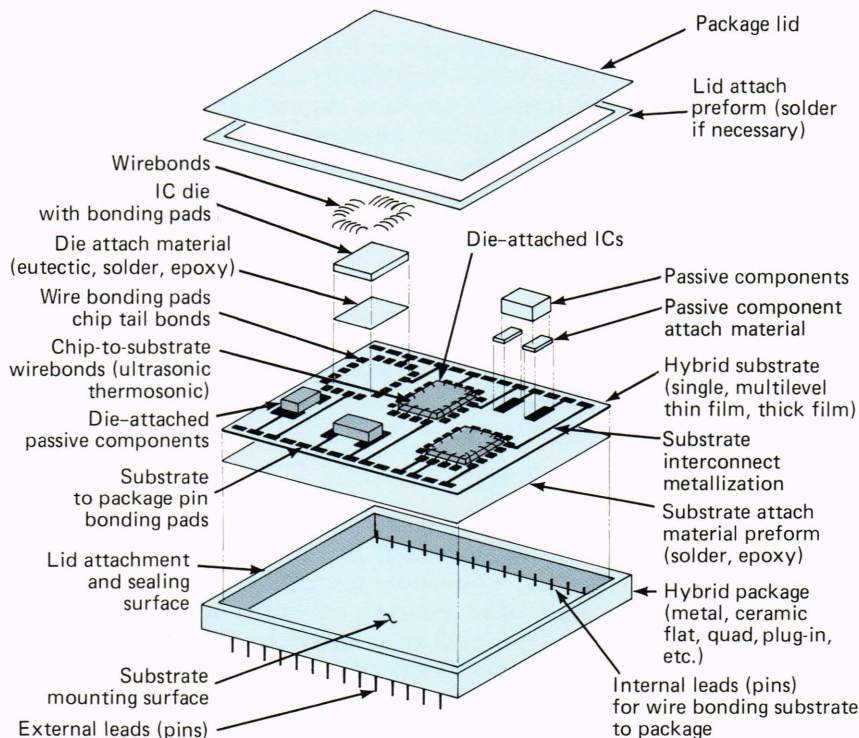 Package lid
Lid attach
preform (solder
if necessary)
Wirebonds
IC die
with bonding pads
Die attach material
(eutectic, solder, epoxy)
Wire bonding pads
chip tail bonds
Chip-to-substrate
wirebonds (ultrasonic
thermosonic)
Die-attached
passive components
Substrate
to package pin
bonding pads
Lid attachment
and sealing
surface
Substrate
mounting surface
External leads (pins)
Die-attached ICs
Passive components
Passive component
attach material
Hybrid substrate
(single, multilevel
thin film, thick film)
Substrate
interconnect
metallization
Substrate attach
material preform
(solder, epoxy)
Hybrid package
(metal, ceramic
flat, quad, plug-in,
etc.)
Internal leads (pins)
for wire bonding substrate
to package